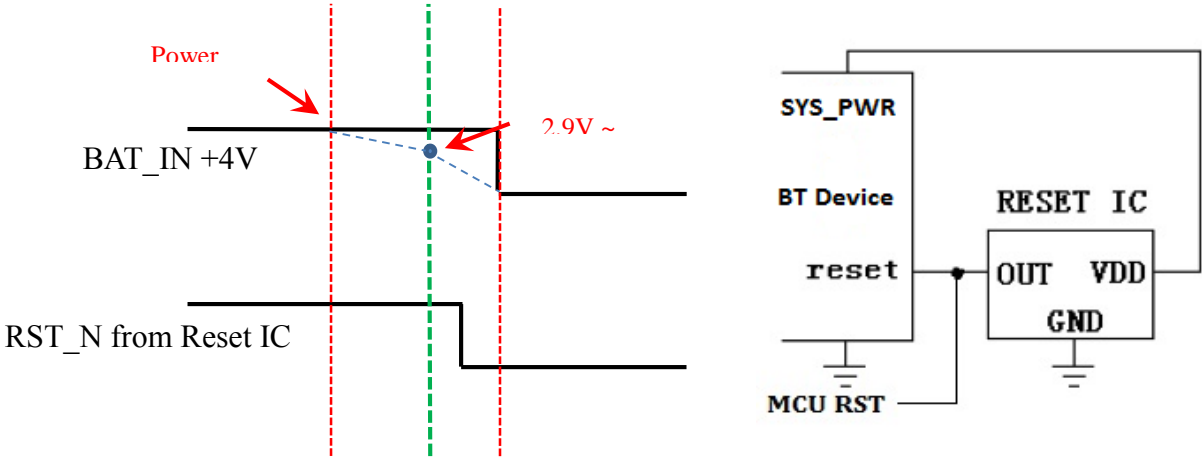 Power
2.9V ~
BAT_IN +4V
RST_N from Reset IC
SYS_PWR
BT Device
reset
RESET IC
OUT VDD
GND
MCU RST